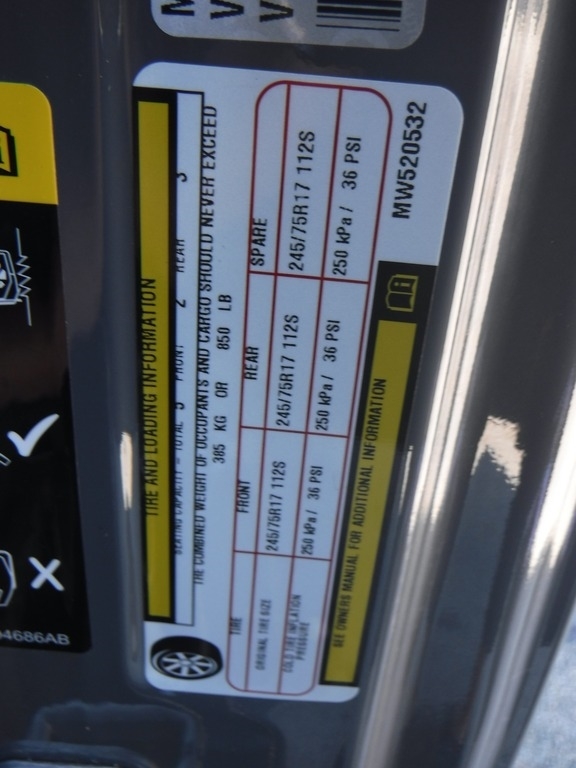 TIRE AND LOADING INFORMATION
SEATING CAPACITY – TOTAL 5 FRONT 2 REAR 3
THE COMBINED WEIGHT OF OCCUPANTS AND CARGO SHOULD NEVER EXCEED
385 KG OR 850 LB
TIRE FRONT REAR SPARE
ORIGINAL TIRE SIZE 245/75R17 112S 245/75R17 112S 245/75R17 112S
COLD TIRE INFLATION
PRESSURE 250 kPa / 36 PSI 250 kPa / 36 PSI 250 kPa / 36 PSI
SEE OWNERS MANUAL FOR ADDITIONAL INFORMATION
MW520532
4686AB